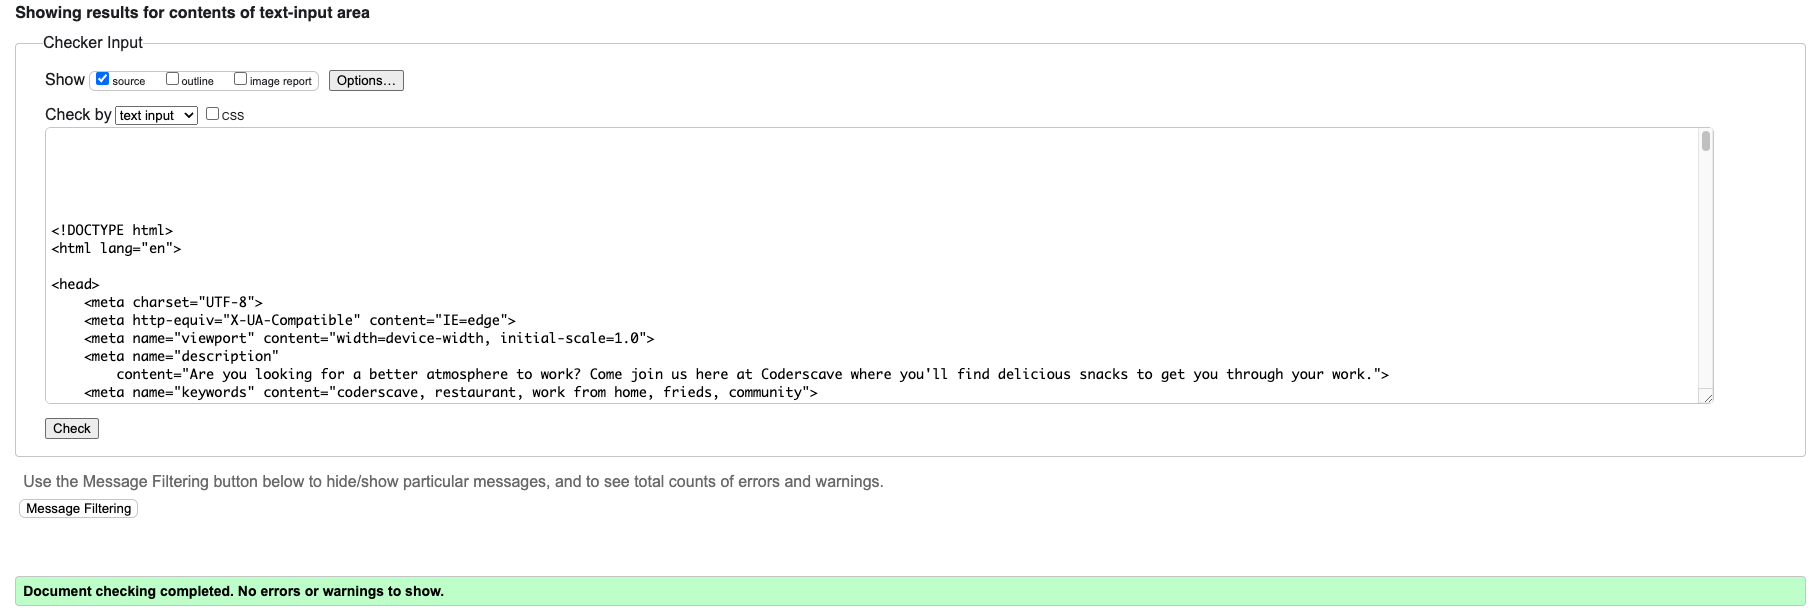 Showing results for contents of text-input area
Checker Input
Show source outline image report Options...
Check by text input css
<!DOCTYPE html>
<html lang="en">
<head>
<meta charset="UTF-8">
<meta http-equiv="X-UA-Compatible" content="IE=edge">
<meta name="viewport" content="width=device-width, initial-scale=1.0">
<meta name="description"
content="Are you looking for a better atmosphere to work? Come join us here at Coderscave where you'll find delicious snacks to get you through your work.">
<meta name="keywords" content="coderscave, restaurant, work from home, frieds, community">
Check
Use the Message Filtering button below to hide/show particular messages, and to see total counts of errors and warnings.
Message Filtering
Document checking completed. No errors or warnings to show.